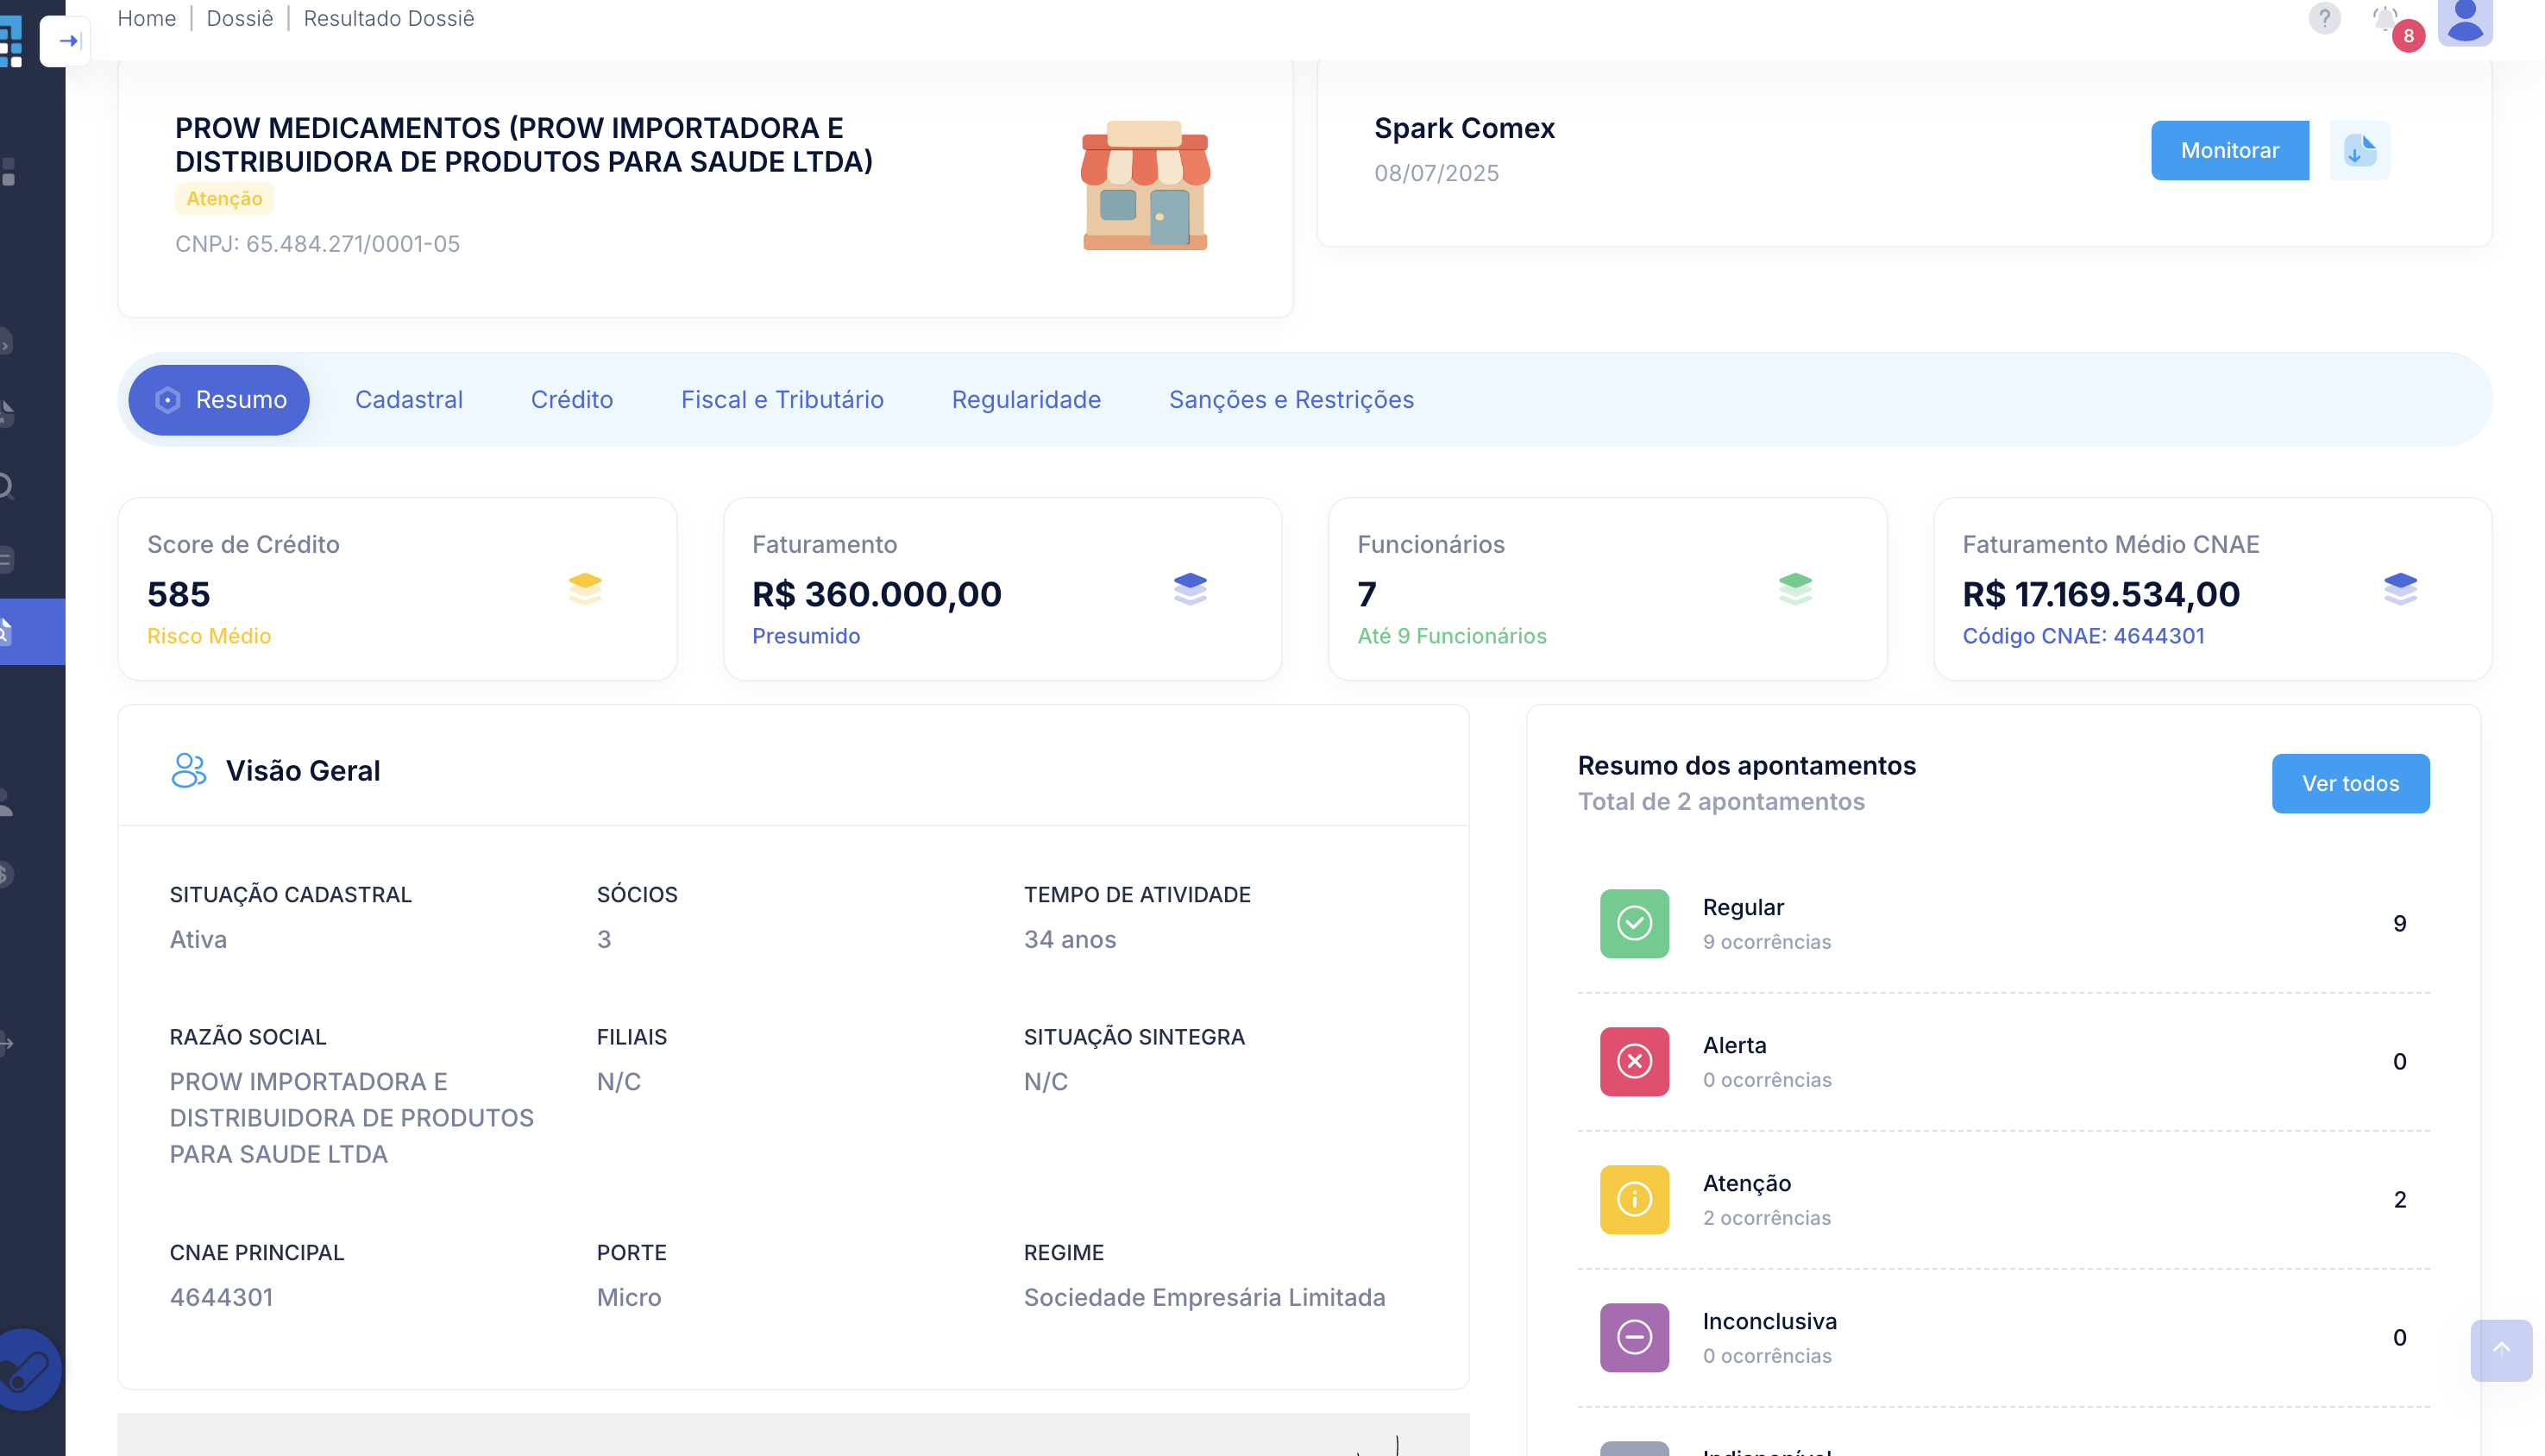 Home | Dossiê | Resultado Dossiê
?
8
PROW MEDICAMENTOS (PROW IMPORTADORA E
DISTRIBUIDORA DE PRODUTOS PARA SAUDE LTDA)
Atenção
CNPJ: 65.484.271/0001-05
Spark Comex
08/07/2025
Monitorar
Resumo
Cadastral
Crédito
Fiscal e Tributário
Regularidade
Sanções e Restrições
Score de Crédito
585
Risco Médio
Faturamento
R$ 360.000,00
Presumido
Funcionários
7
Até 9 Funcionários
Faturamento Médio CNAE
R$ 17.169.534,00
Código CNAE: 4644301
Visão Geral
SITUAÇÃO CADASTRAL
Ativa
SÓCIOS
3
TEMPO DE ATIVIDADE
34 anos
RAZÃO SOCIAL
PROW IMPORTADORA E
DISTRIBUIDORA DE PRODUTOS
PARA SAUDE LTDA
FILIAIS
N/C
SITUAÇÃO SINTEGRA
N/C
CNAE PRINCIPAL
4644301
PORTE
Micro
REGIME
Sociedade Empresária Limitada
Resumo dos apontamentos
Total de 2 apontamentos
Ver todos
Regular
9 ocorrências
9
Alerta
0 ocorrências
0
Atenção
2 ocorrências
2
Inconclusiva
0 ocorrências
0